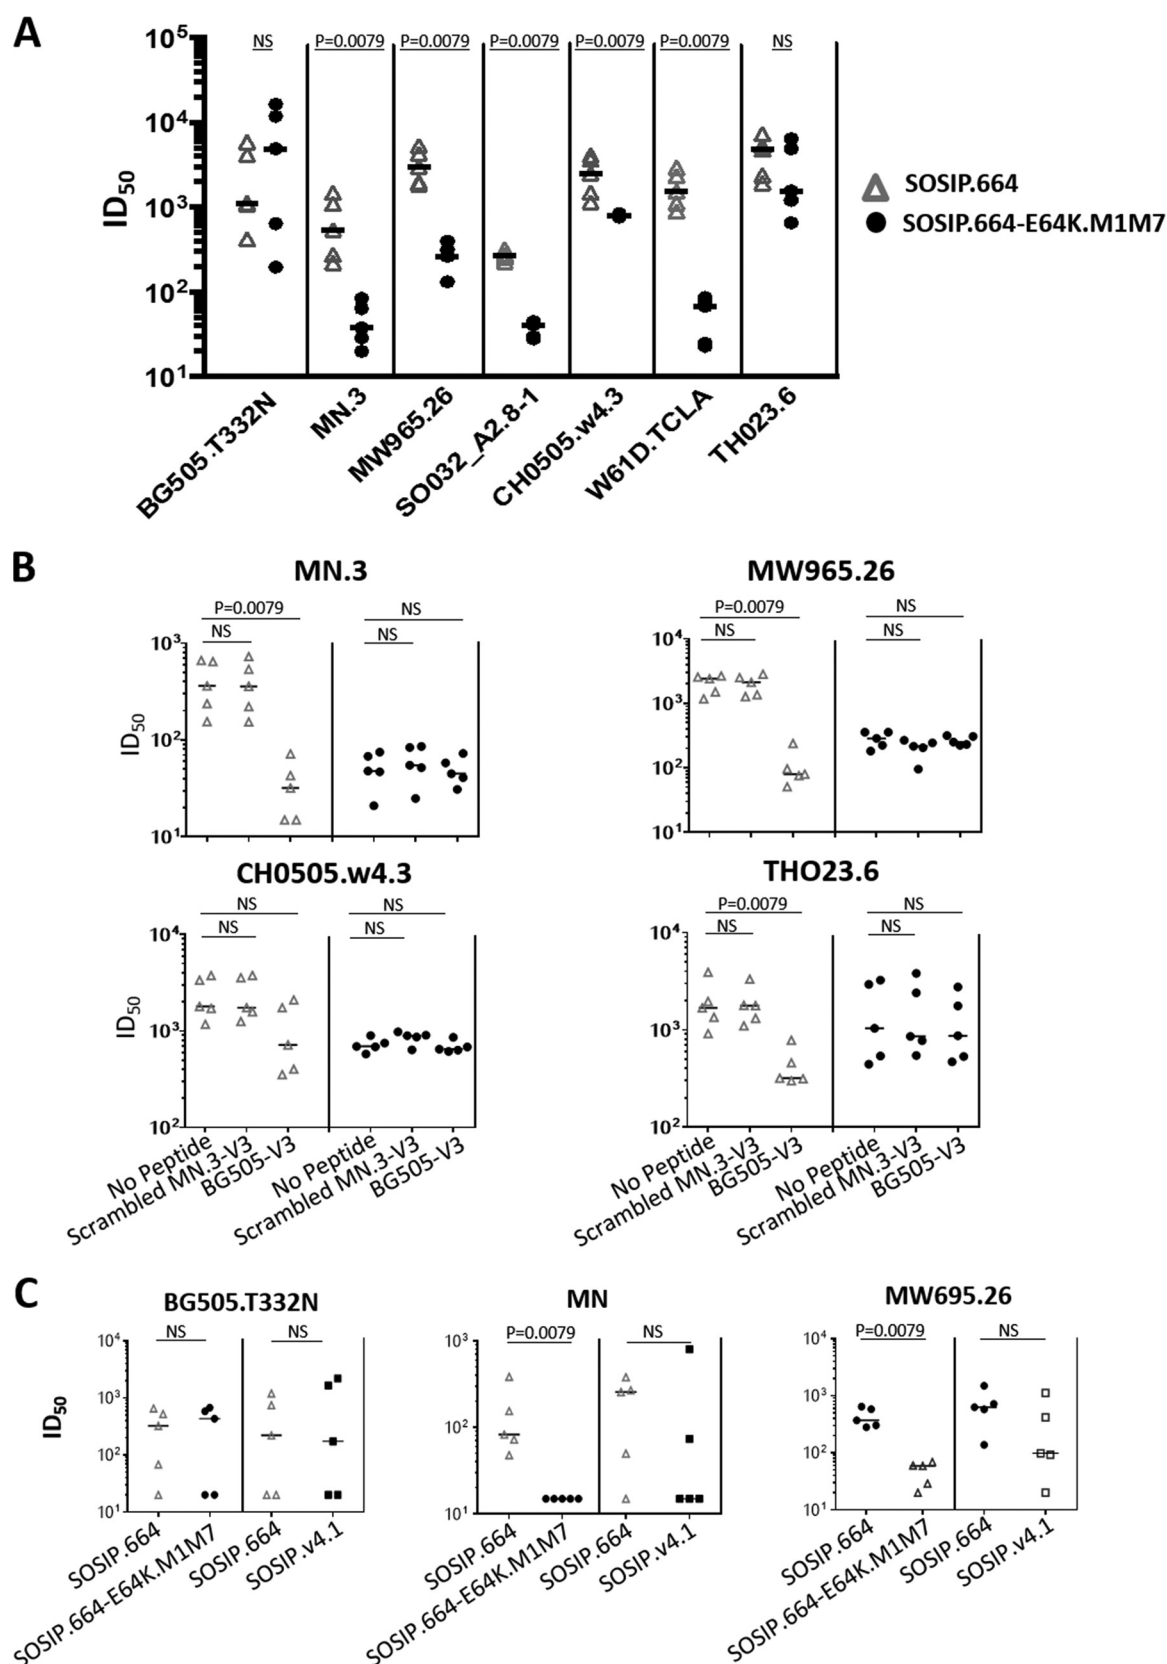 A
ID50
10^5
10^4
10^3
10^2
10^1
NS
P=0.0079
P=0.0079
P=0.0079
P=0.0079
P=0.0079
NS
SOSIP.664
SOSIP.664-E64K.M1M7
BG505.T332N
MN.3
MW965.26
SO032_A2.8-1
CH0505.w4.3
W61D.TCLA
TH023.6
B
MN.3
P=0.0079
NS
NS
NS
ID50
10^3
10^2
10^1
MW965.26
P=0.0079
NS
NS
NS
10^4
10^3
10^2
10^1
CH0505.w4.3
NS
NS
NS
NS
ID50
10^4
10^3
10^2
No Peptide
Scrambled MN.3-V3
BG505-V3
No Peptide
Scrambled MN.3-V3
BG505-V3
THO23.6
P=0.0079
NS
NS
NS
10^4
10^3
10^2
No Peptide
Scrambled MN.3-V3
BG505-V3
No Peptide
Scrambled MN.3-V3
BG505-V3
C
BG505.T332N
NS
NS
ID50
10^4
10^3
10^2
10^1
SOSIP.664
SOSIP.664-E64K.M1M7
SOSIP.664
SOSIP.v4.1
MN
P=0.0079
NS
10^3
10^2
10^1
SOSIP.664
SOSIP.664-E64K.M1M7
SOSIP.664
SOSIP.v4.1
MW695.26
P=0.0079
NS
10^4
10^3
10^2
10^1
SOSIP.664
SOSIP.664-E64K.M1M7
SOSIP.664
SOSIP.v4.1